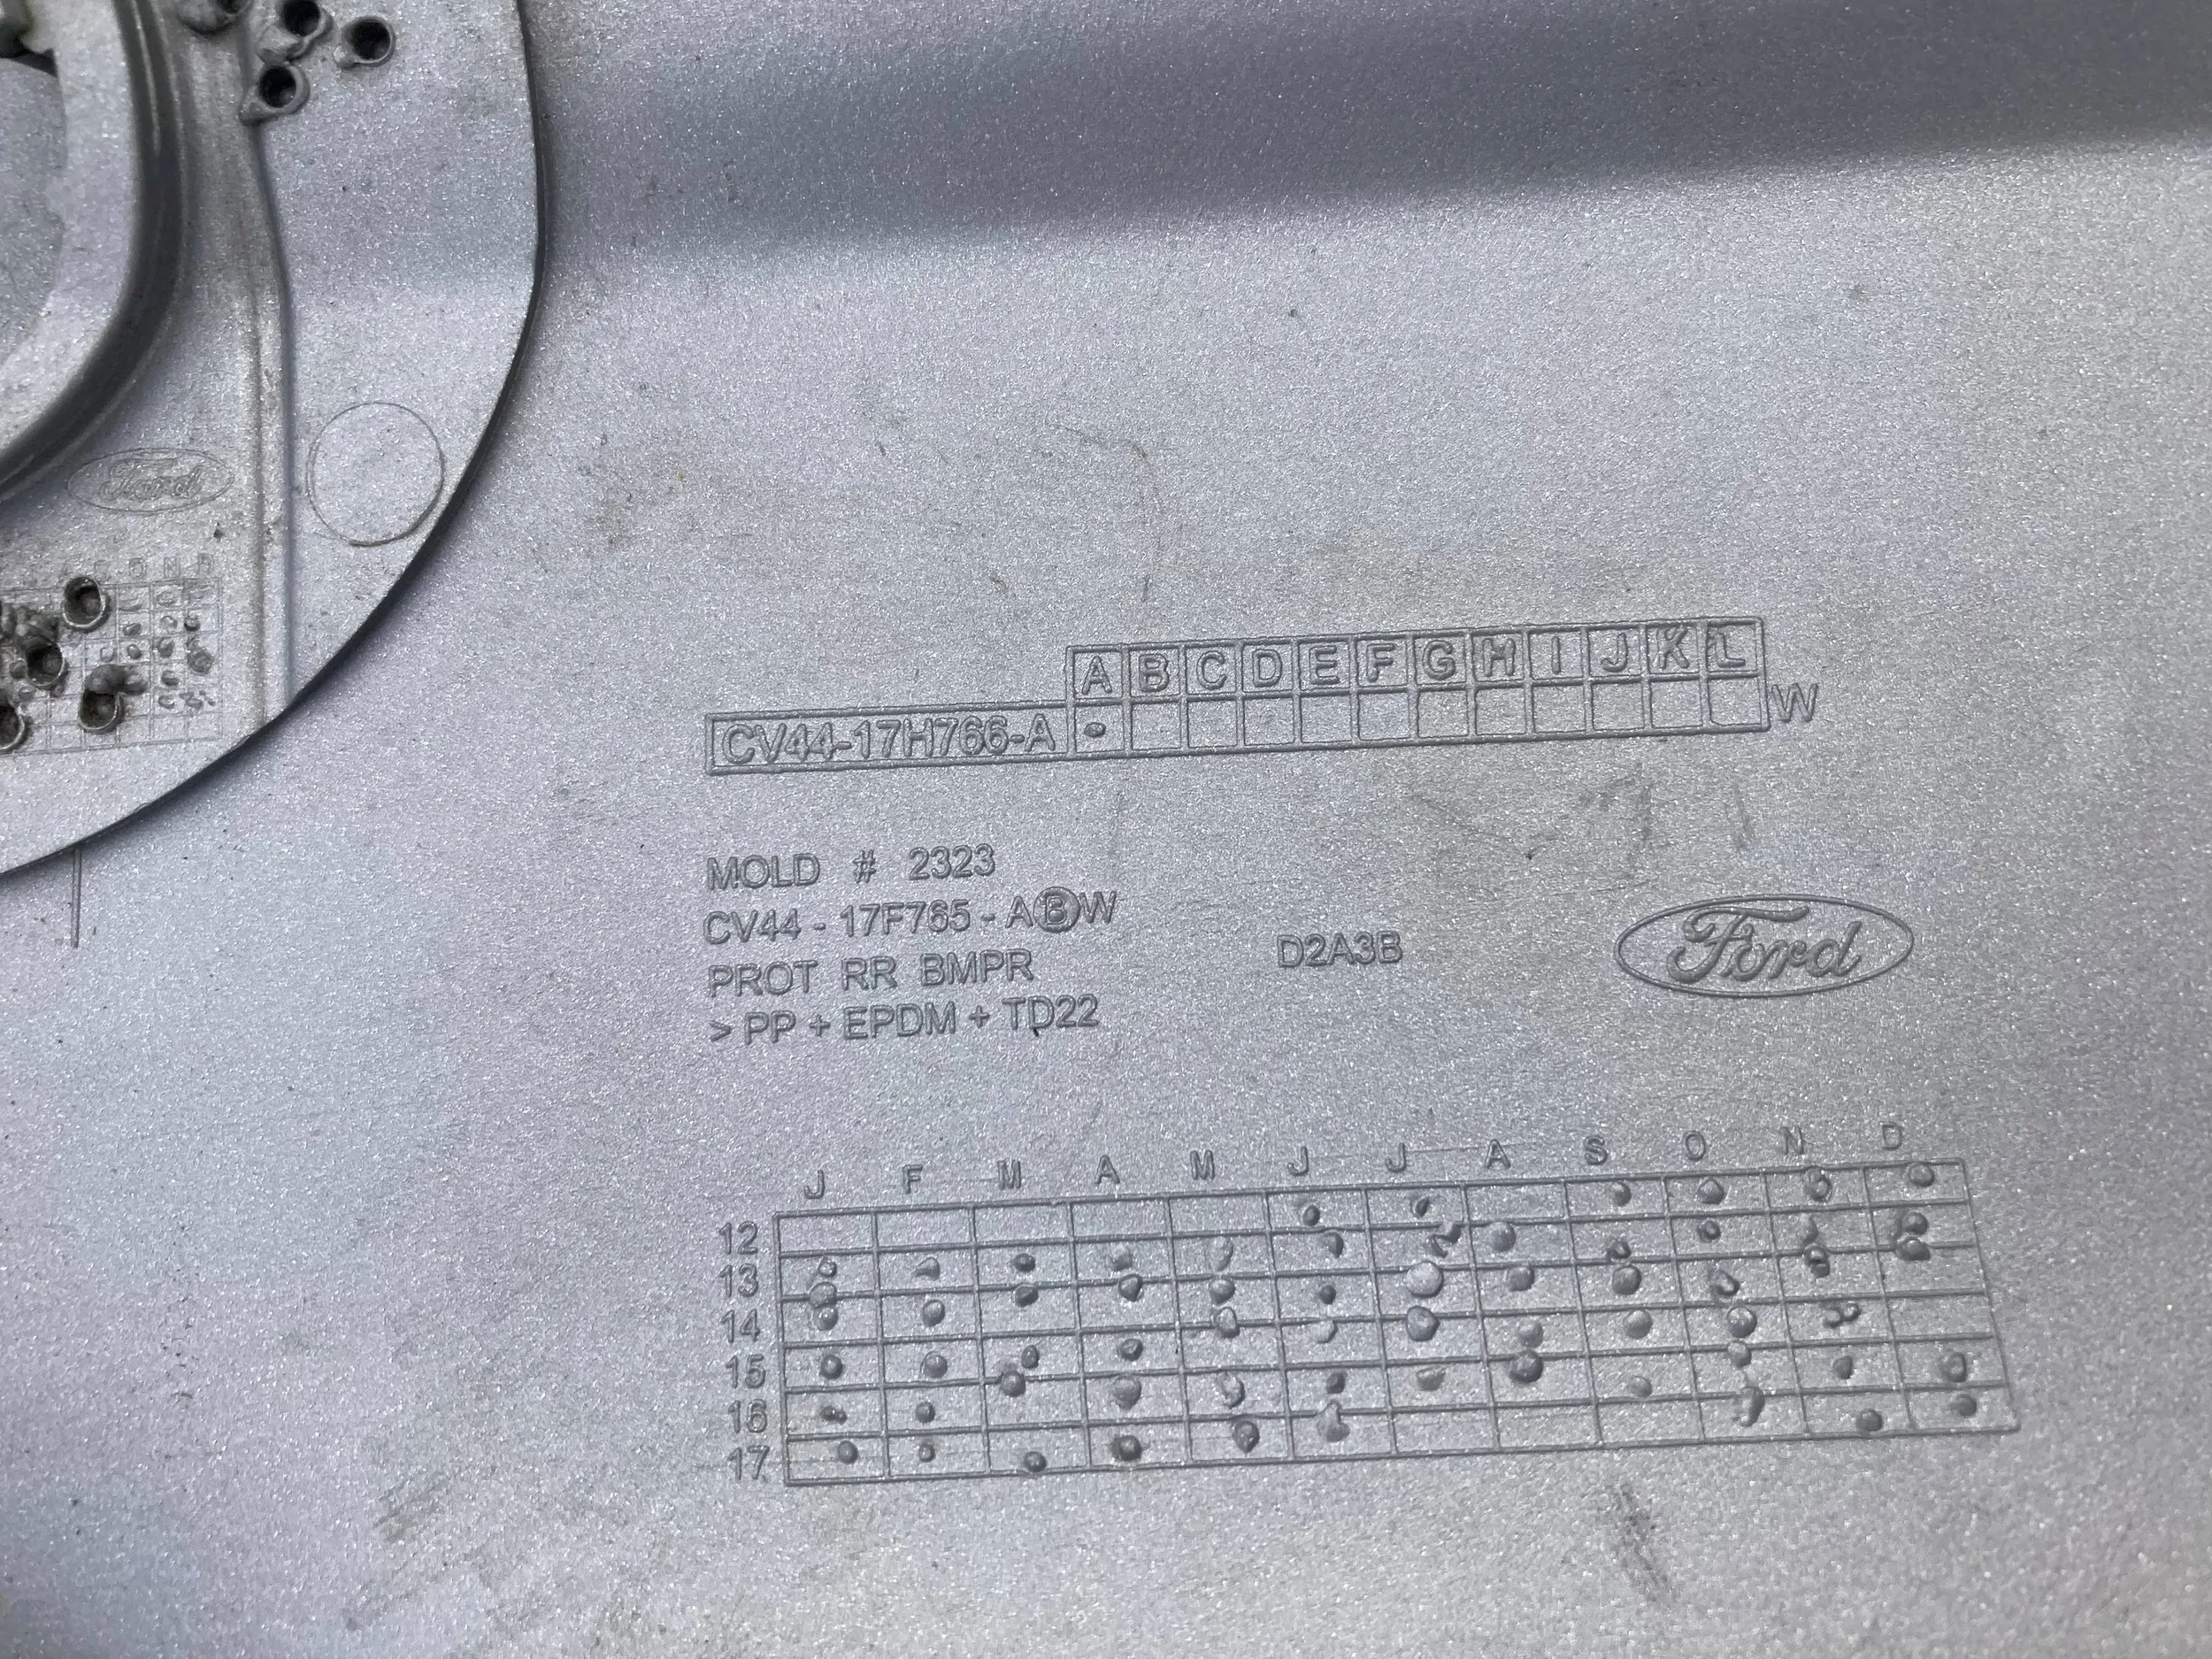 Ford
O N D
A B C D E F G H I J K L
CV44-17H766-A W
MOLD # 2323
CV44 - 17F765 - A B W
PROT RR BMPR
> PP + EPDM + TD22
D2A3B
Ford
J F M A M J J A S O N D
12
13
14
15
16
17